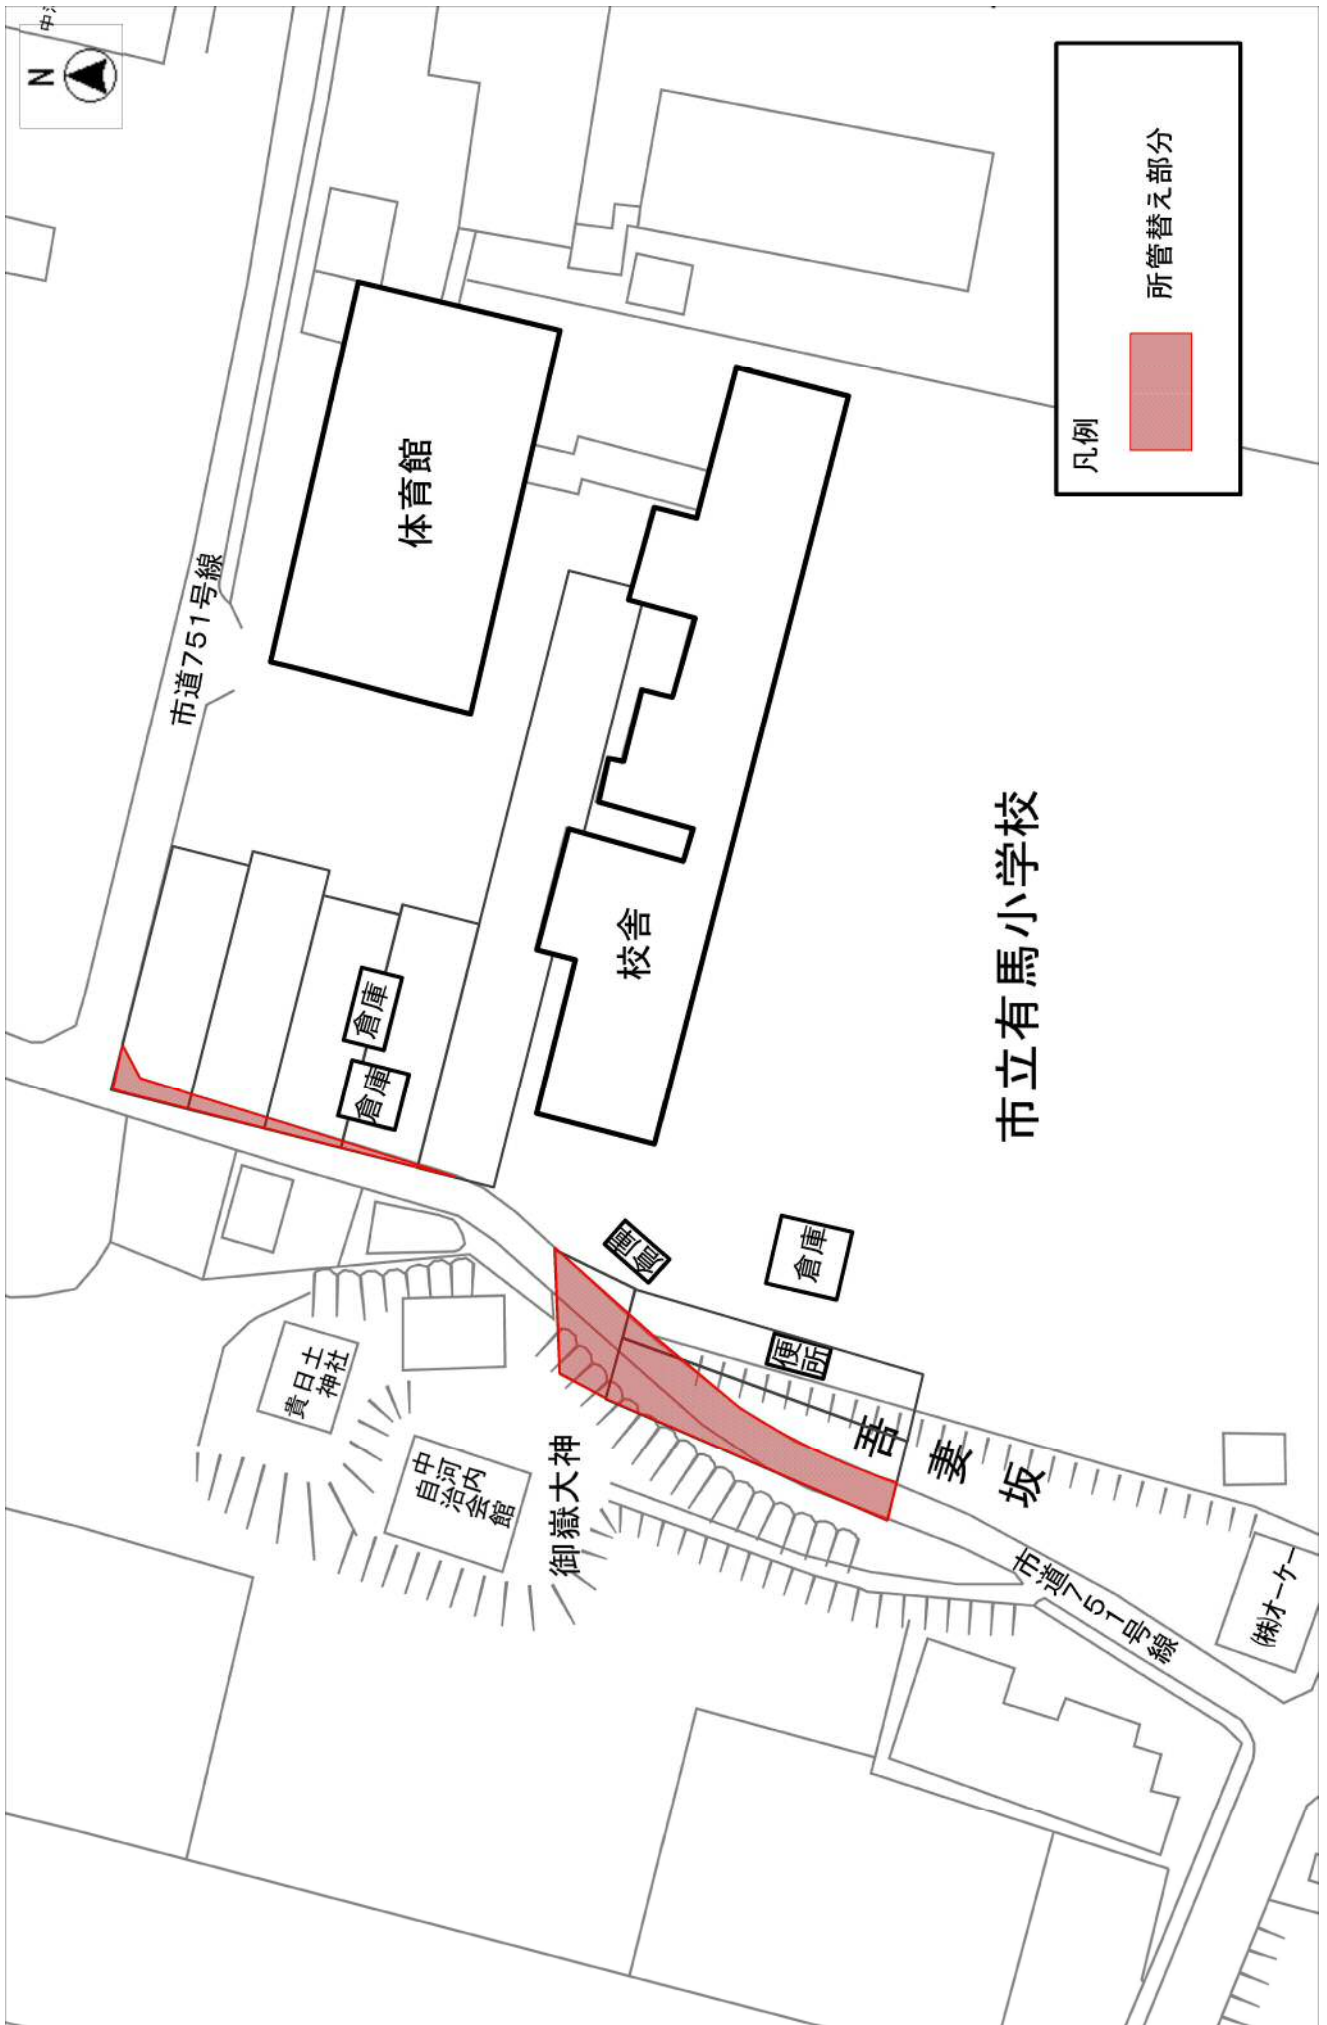 N
市道751号線
体育館
倉庫
倉庫
校舎
市立有馬小学校
倉庫
倉庫
便所
貴日土
神社
中河内
自治会館
御嶽大神
吾妻坂
市道751号線
㈱オーケー
凡例
所管替え部分